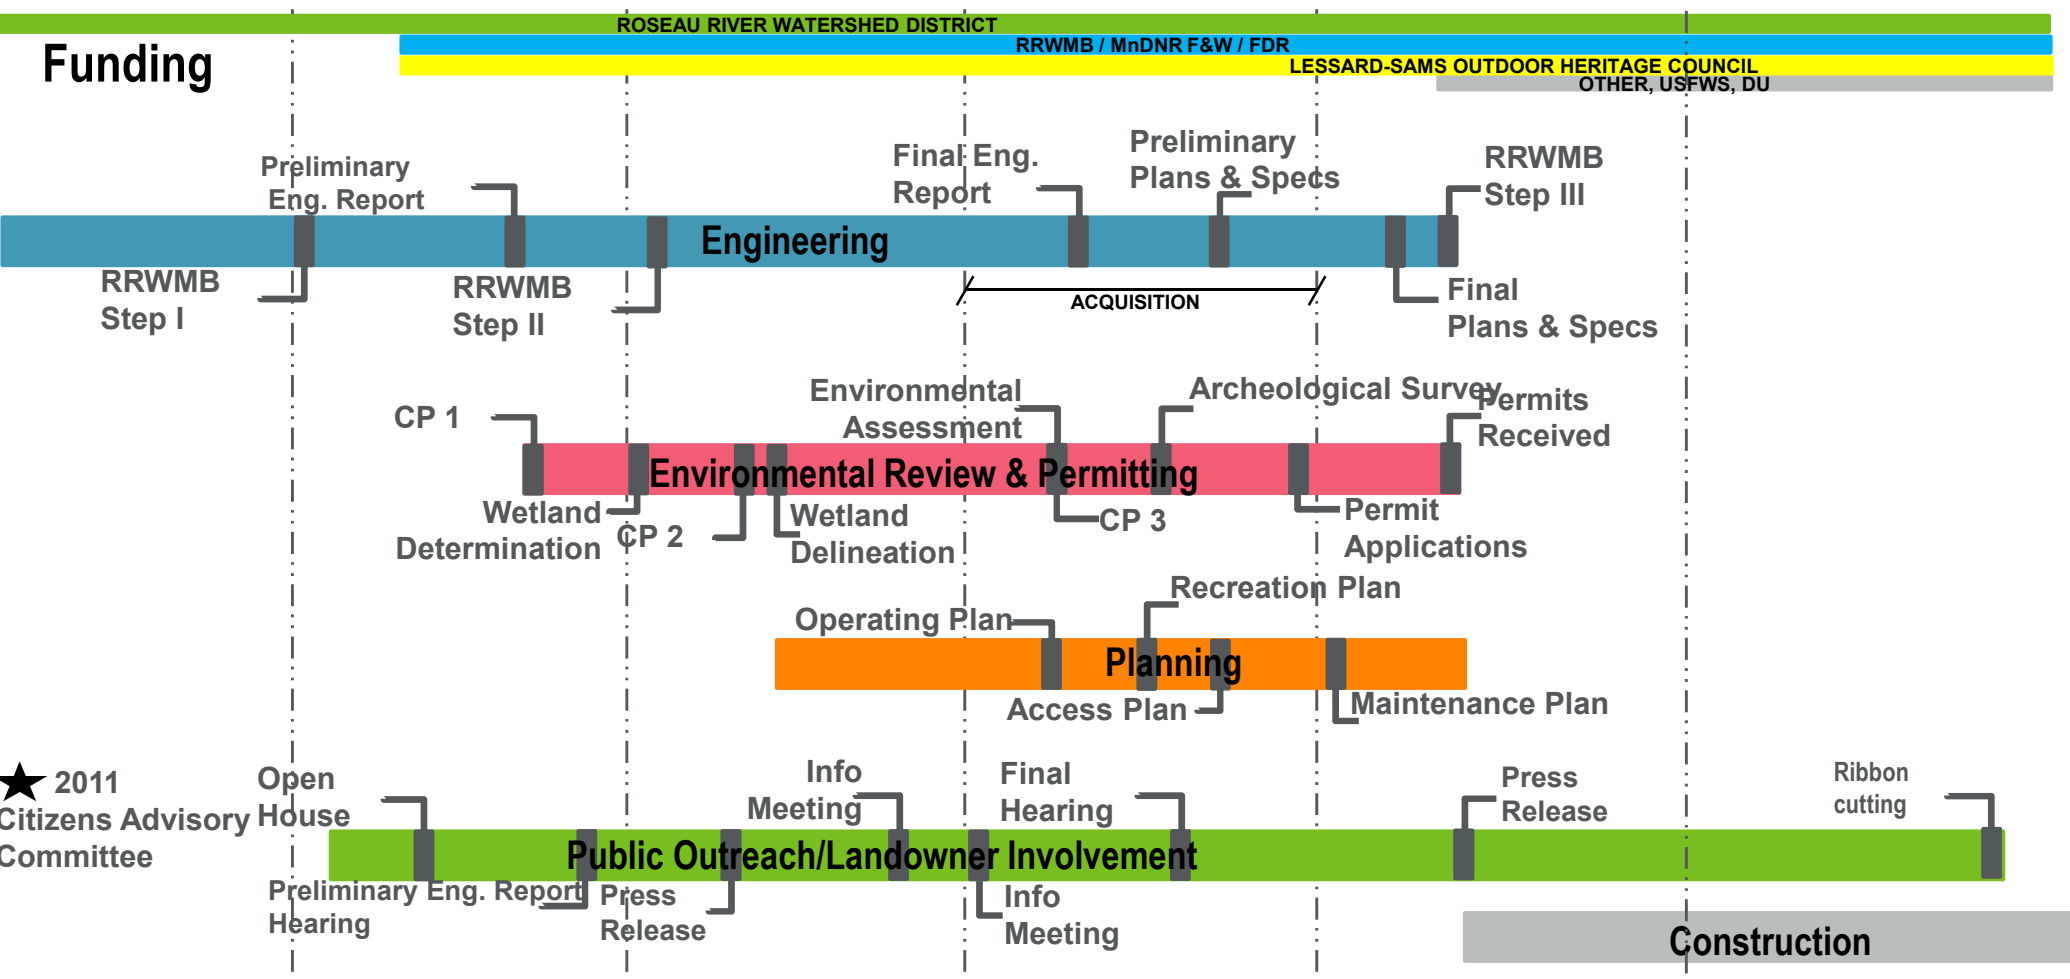 ROSEAU RIVER WATERSHED DISTRICT
RRWMB / MnDNR F&W / FDR
LESSARD-SAMS OUTDOOR HERITAGE COUNCIL
OTHER, USFWS, DU
Funding
Preliminary
Eng. Report
Final Eng.
Report
Preliminary
Plans & Specs
RRWMB
Step III
Engineering
RRWMB
Step I
RRWMB
Step II
ACQUISITION
Final
Plans & Specs
CP 1
Environmental
Assessment
Archeological Survey
Permits
Received
Environmental Review & Permitting
Wetland
Determination
CP 2
Wetland
Delineation
CP 3
Permit
Applications
Operating Plan
Recreation Plan
Planning
Access Plan
Maintenance Plan
2011
Citizens Advisory
Committee
Open
House
Info
Meeting
Final
Hearing
Press
Release
Ribbon
cutting
Public Outreach/Landowner Involvement
Preliminary Eng. Report
Hearing
Press
Release
Info
Meeting
Construction